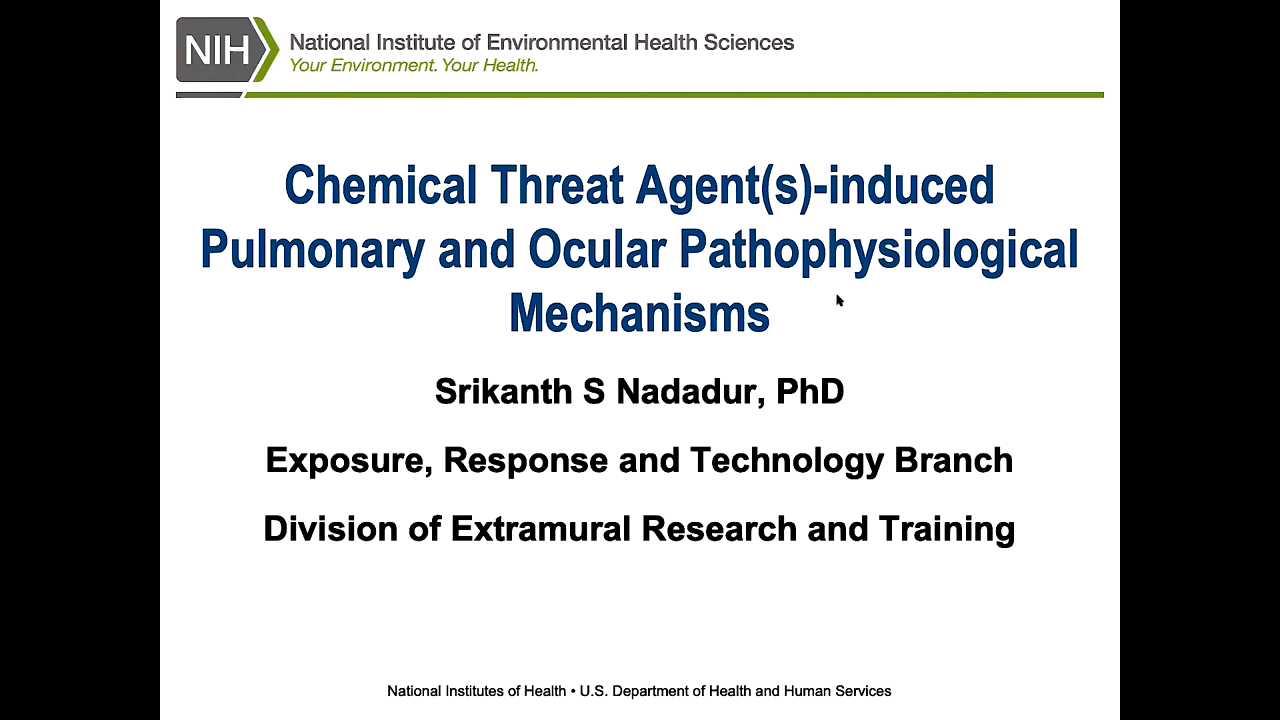 NIH
National Institute of Environmental Health Sciences
Your Environment. Your Health.
Chemical Threat Agent(s)-induced
Pulmonary and Ocular Pathophysiological
Mechanisms
Srikanth S Nadadur, PhD
Exposure, Response and Technology Branch
Division of Extramural Research and Training
National Institutes of Health • U.S. Department of Health and Human Services